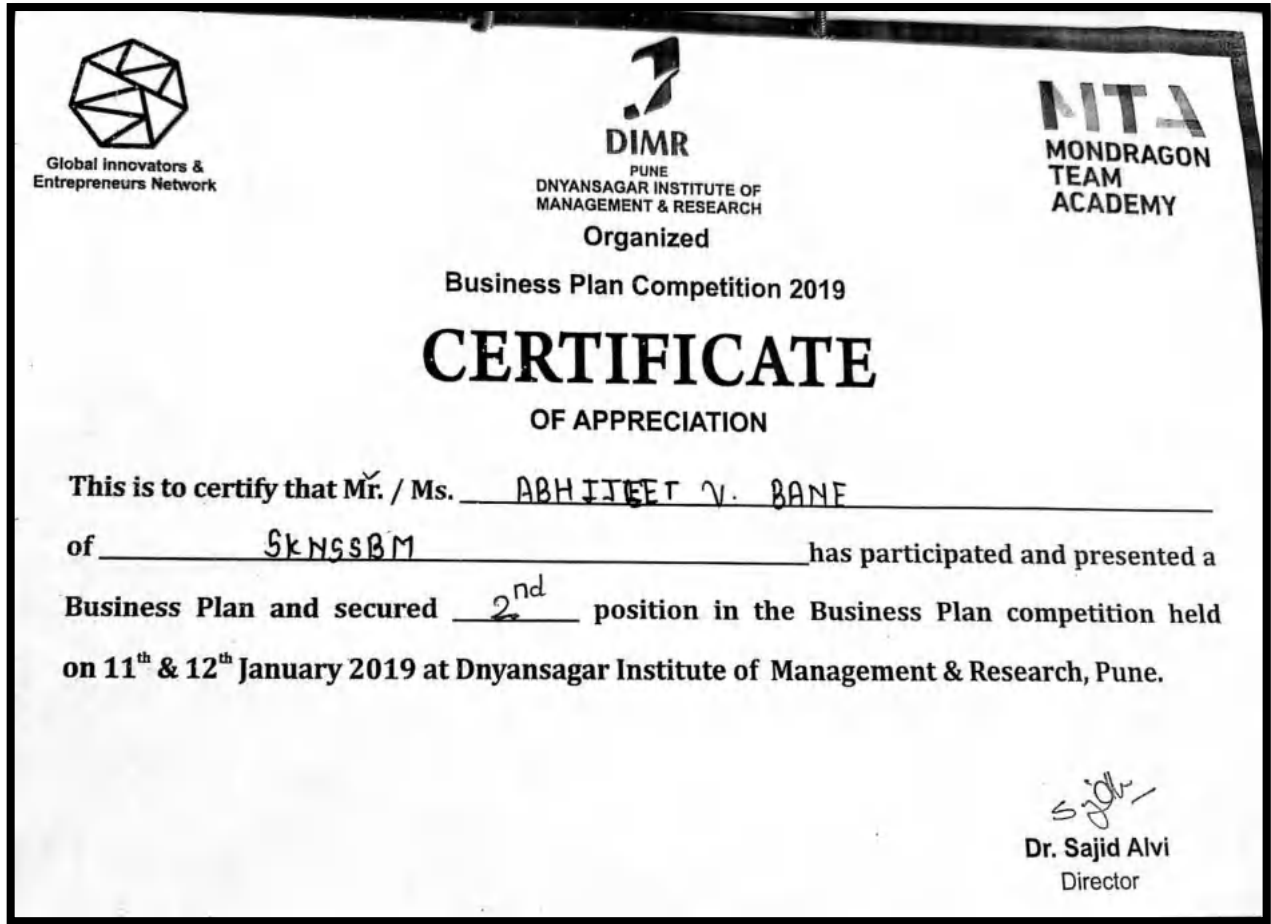 Global Innovators &
Entrepreneurs Network
DIMR
PUNE
DNYANSAGAR INSTITUTE OF
MANAGEMENT & RESEARCH
MTA
MONDRAGON
TEAM
ACADEMY
Organized
Business Plan Competition 2019
CERTIFICATE
OF APPRECIATION
This is to certify that Mr. / Ms. ABHIJEET V. BANE
of SKNSSBM has participated and presented a
Business Plan and secured 2nd position in the Business Plan competition held
on 11th & 12th January 2019 at Dnyansagar Institute of Management & Research, Pune.
Dr. Sajid Alvi
Director